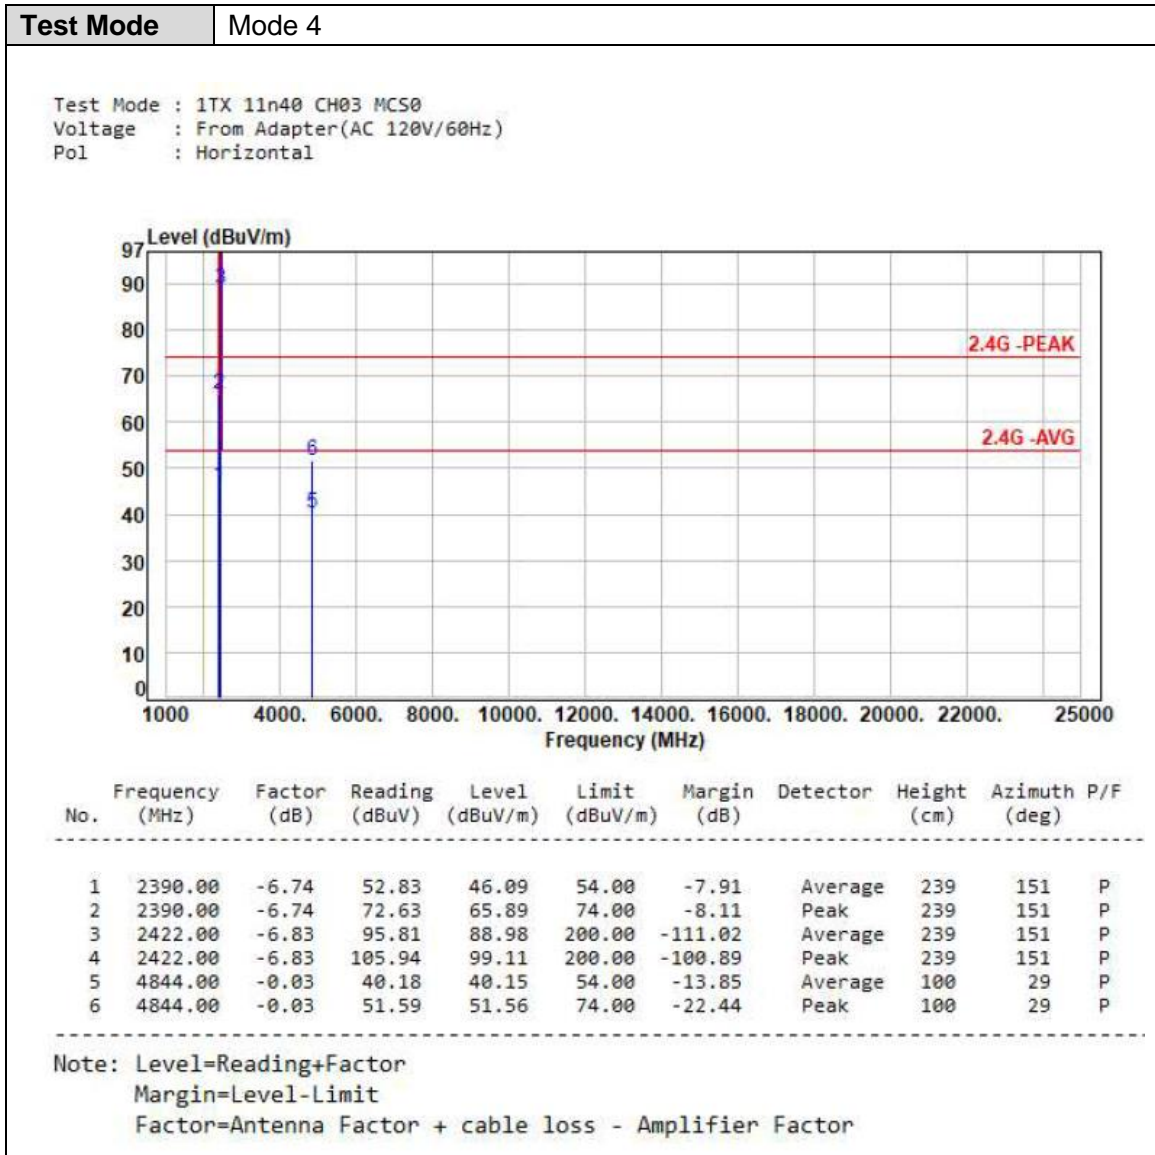 Test Mode Mode 4
Test Mode : 1TX 11n40 CH03 MCS0
Voltage : From Adapter(AC 120V/60Hz)
Pol : Horizontal
Level (dBuV/m)
97
3
90
80
2.4G -PEAK
70
2
60
2.4G -AVG
6
50
1
5
40
30
20
10
0
1000 4000. 6000. 8000. 10000. 12000. 14000. 16000. 18000. 20000. 22000. 25000
Frequency (MHz)
Frequency Factor Reading Level Limit Margin Detector Height Azimuth P/F
No. (MHz) (dB) (dBuV) (dBuV/m) (dBuV/m) (dB) (cm) (deg)
1 2390.00 -6.74 52.83 46.09 54.00 -7.91 Average 239 151 P
2 2390.00 -6.74 72.63 65.89 74.00 -8.11 Peak 239 151 P
3 2422.00 -6.83 95.81 88.98 200.00 -111.02 Average 239 151 P
4 2422.00 -6.83 105.94 99.11 200.00 -100.89 Peak 239 151 P
5 4844.00 -0.03 40.18 40.15 54.00 -13.85 Average 100 29 P
6 4844.00 -0.03 51.59 51.56 74.00 -22.44 Peak 100 29 P
Note: Level=Reading+Factor
Margin=Level-Limit
Factor=Antenna Factor + cable loss - Amplifier Factor